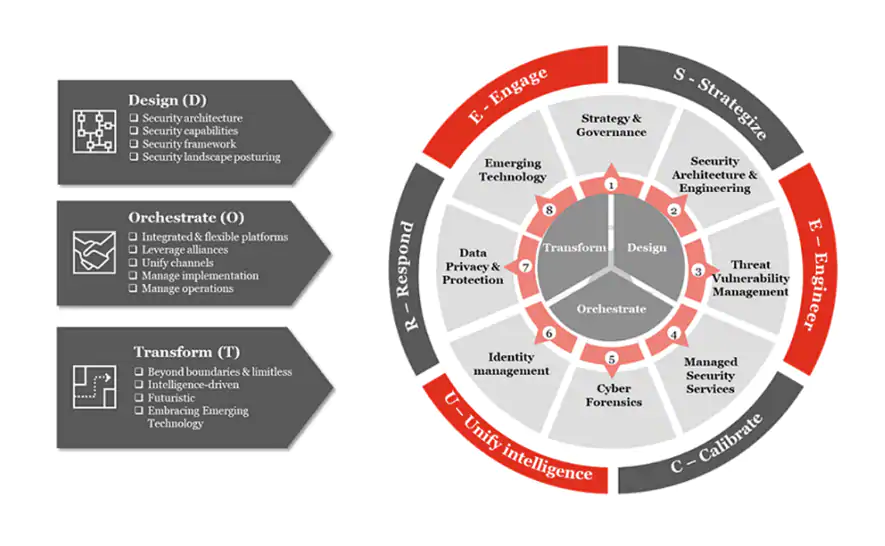 Design (D)
❑ Security architecture
❑ Security capabilities
❑ Security framework
❑ Security landscape posturing
Orchestrate (O)
❑ Integrated & flexible platforms
❑ Leverage alliances
❑ Unify channels
❑ Manage implementation
❑ Manage operations
Transform (T)
❑ Beyond boundaries & limitless
❑ Intelligence-driven
❑ Futuristic
❑ Embracing Emerging
Technology
S - Strategize
E – Engineer
C – Calibrate
U – Unify intelligence
R – Respond
E - Engage
Strategy &
Governance
Security
Architecture &
Engineering
Threat
Vulnerability
Management
Managed
Security
Services
Cyber
Forensics
Identity
management
Data
Privacy &
Protection
Emerging
Technology
1
2
3
4
5
6
7
8
Transform
Design
Orchestrate